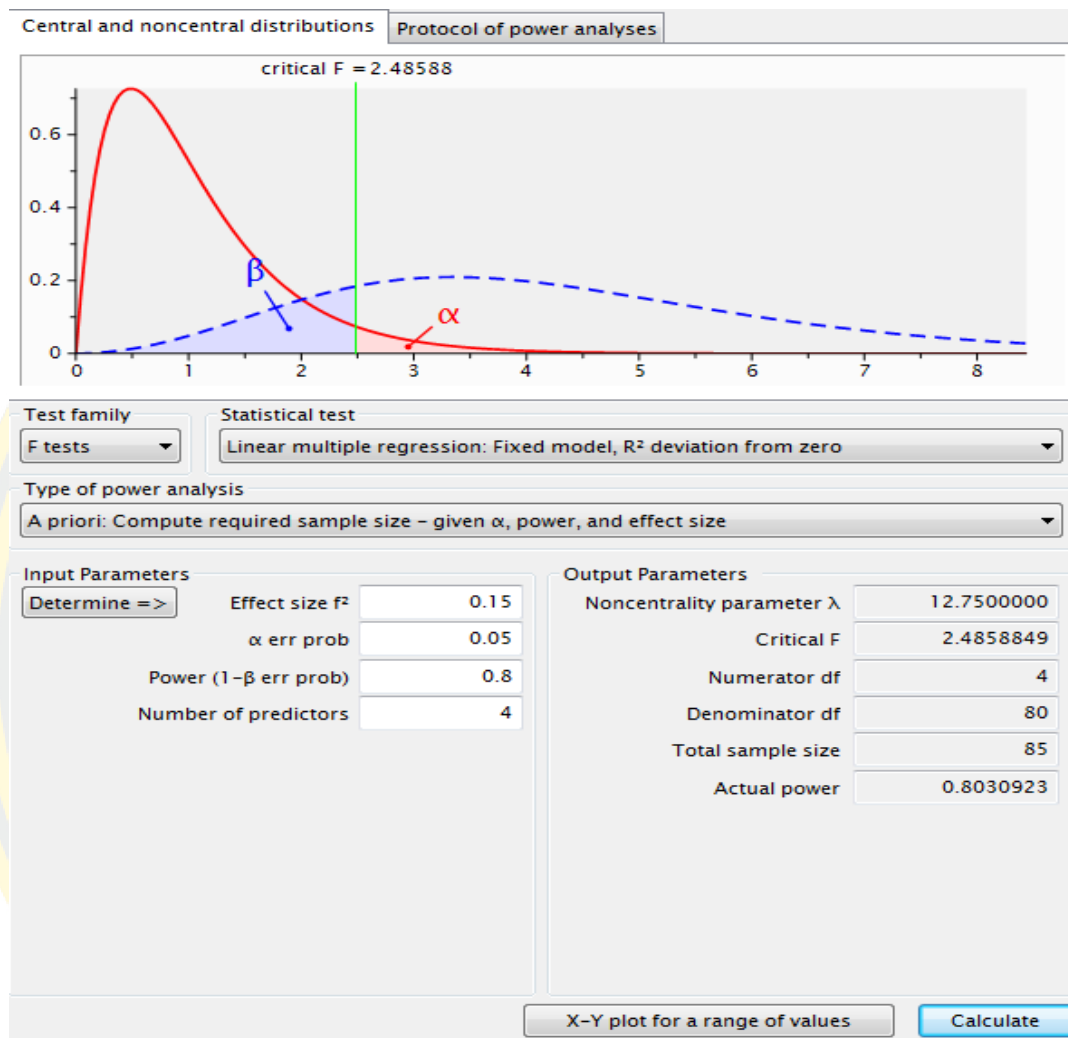 Central and noncentral distributions
Protocol of power analyses
critical F = 2.48588
0.6
0.4
0.2
0
β
α
0 1 2 3 4 5 6 7 8
Test family
Statistical test
F tests
Linear multiple regression: Fixed model, R² deviation from zero
Type of power analysis
A priori: Compute required sample size – given α, power, and effect size
Input Parameters
Determine =>
Effect size f² 0.15
α err prob 0.05
Power (1–β err prob) 0.8
Number of predictors 4
Output Parameters
Noncentrality parameter λ 12.7500000
Critical F 2.4858849
Numerator df 4
Denominator df 80
Total sample size 85
Actual power 0.8030923
X–Y plot for a range of values
Calculate